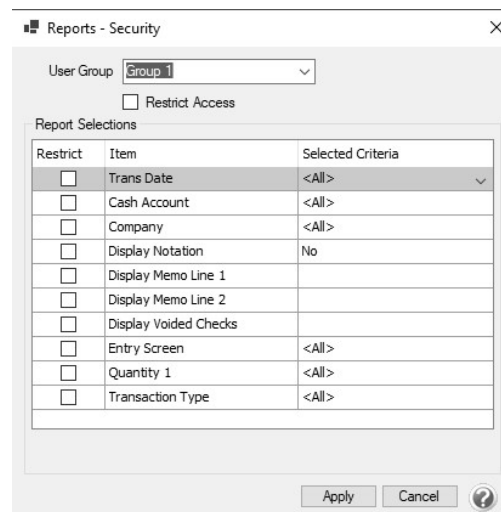 Reports - Security
User Group Group 1
Restrict Access
Report Selections
Restrict Item Selected Criteria
Trans Date <All>
Cash Account <All>
Company <All>
Display Notation No
Display Memo Line 1
Display Memo Line 2
Display Voided Checks
Entry Screen <All>
Quantity 1 <All>
Transaction Type <All>
Apply Cancel ?